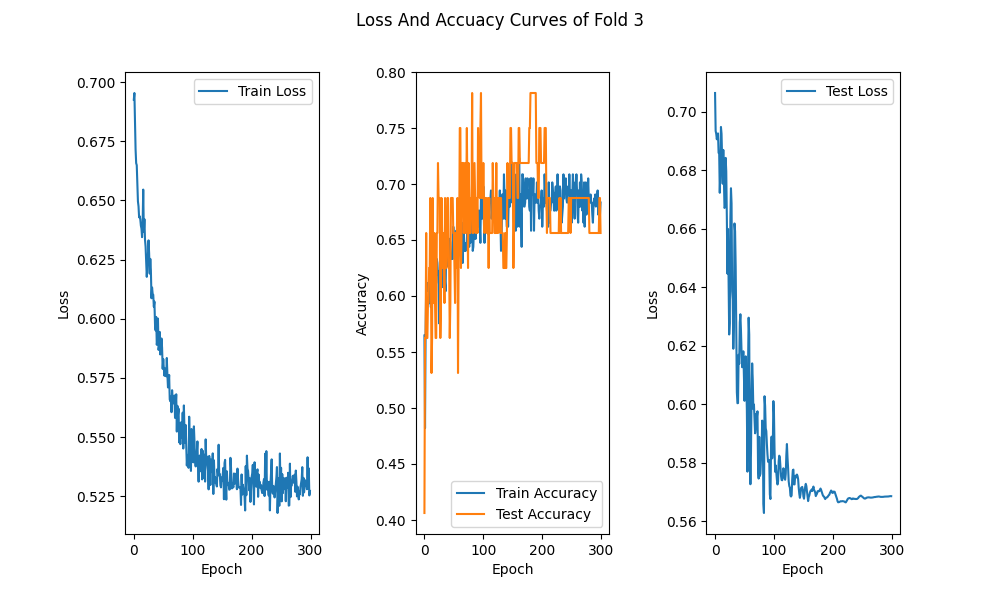 Loss And Accuacy Curves of Fold 3
Train Loss
0.700
0.675
0.650
0.625
0.600
0.575
0.550
0.525
Loss
0 100 200 300
Epoch
0.80
0.75
0.70
0.65
0.60
0.55
0.50
0.45
0.40
Accuracy
Train Accuracy
Test Accuracy
0 100 200 300
Epoch
Test Loss
0.70
0.68
0.66
0.64
0.62
0.60
0.58
0.56
Loss
0 100 200 300
Epoch